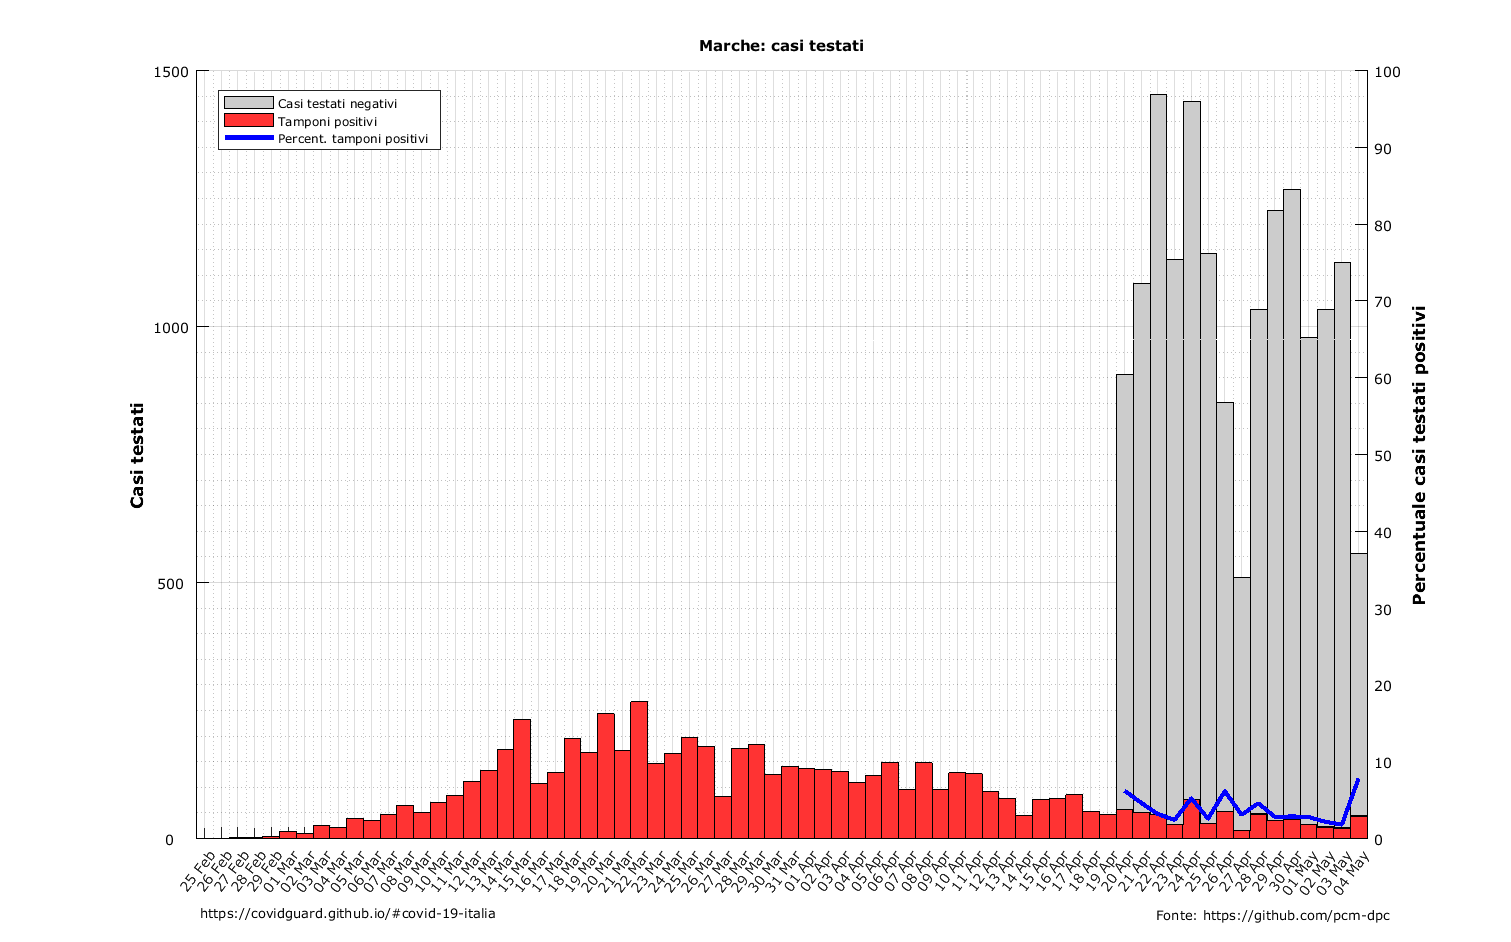 Marche: casi testati
Casi testati negativi
Tamponi positivi
Percent. tamponi positivi
1500
1000
500
0
Casi testati
100
90
80
70
60
50
40
30
20
10
0
Percentuale casi testati positivi
25 Feb
26 Feb
27 Feb
28 Feb
29 Feb
01 Mar
02 Mar
03 Mar
04 Mar
05 Mar
06 Mar
07 Mar
08 Mar
09 Mar
10 Mar
11 Mar
12 Mar
13 Mar
14 Mar
15 Mar
16 Mar
17 Mar
18 Mar
19 Mar
20 Mar
21 Mar
22 Mar
23 Mar
24 Mar
25 Mar
26 Mar
27 Mar
28 Mar
29 Mar
30 Mar
31 Mar
01 Apr
02 Apr
03 Apr
04 Apr
05 Apr
06 Apr
07 Apr
08 Apr
09 Apr
10 Apr
11 Apr
12 Apr
13 Apr
14 Apr
15 Apr
16 Apr
17 Apr
18 Apr
19 Apr
20 Apr
21 Apr
22 Apr
23 Apr
24 Apr
25 Apr
26 Apr
27 Apr
28 Apr
29 Apr
30 Apr
01 May
02 May
03 May
04 May
https://covidguard.github.io/#covid-19-italia
Fonte: https://github.com/pcm-dpc